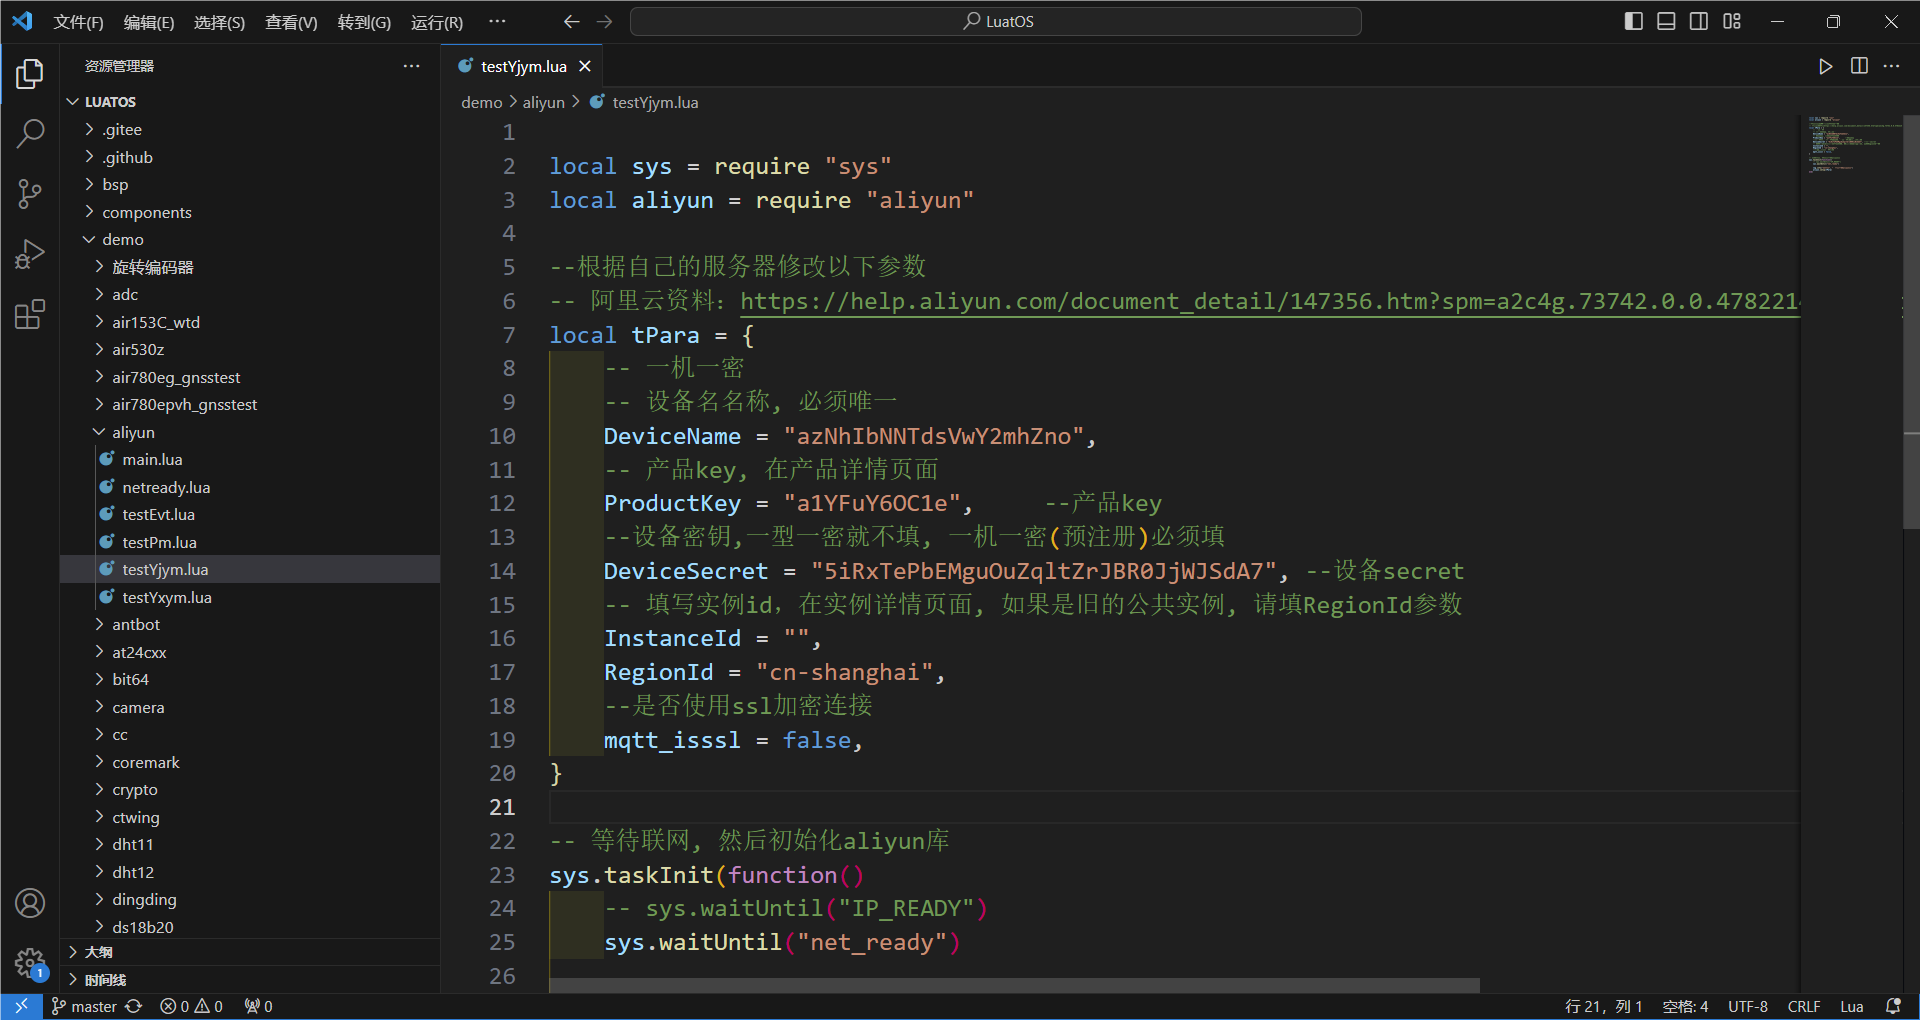 文件(F) 编辑(E) 选择(S) 查看(V) 转到(G) 运行(R) ··· LuatOS
资源管理器 ···
LUATOS
.gitee
.github
bsp
components
demo
旋转编码器
adc
air153C_wtd
air530z
air780eg_gnsstest
air780epvh_gnsstest
aliyun
main.lua
netready.lua
testEvt.lua
testPm.lua
testYjym.lua
testYxym.lua
antbot
at24cxx
bit64
camera
cc
coremark
crypto
ctwing
dht11
dht12
dingding
ds18b20
大纲
时间线
testYjym.lua
demo > aliyun > testYjym.lua
1
2 local sys = require "sys"
3 local aliyun = require "aliyun"
4
5 --根据自己的服务器修改以下参数
6 -- 阿里云资料：https://help.aliyun.com/document_detail/147356.htm?spm=a2c4g.73742.0.0.4782214
7 local tPara = {
8 -- 一机一密
9 -- 设备名名称, 必须唯一
10 DeviceName = "azNhIbNNTdsVwY2mhZno",
11 -- 产品key, 在产品详情页面
12 ProductKey = "a1YFuY6OC1e", --产品key
13 --设备密钥,一型一密就不填, 一机一密(预注册)必须填
14 DeviceSecret = "5iRxTePbEMguOuZqltZrJBR0JjWJSdA7", --设备secret
15 -- 填写实例id，在实例详情页面, 如果是旧的公共实例, 请填RegionId参数
16 InstanceId = "",
17 RegionId = "cn-shanghai",
18 --是否使用ssl加密连接
19 mqtt_isssl = false,
20 }
21
22 -- 等待联网, 然后初始化aliyun库
23 sys.taskInit(function()
24 -- sys.waitUntil("IP_READY")
25 sys.waitUntil("net_ready")
26
1
master 0 0 0 行 21，列 1 空格: 4 UTF-8 CRLF Lua